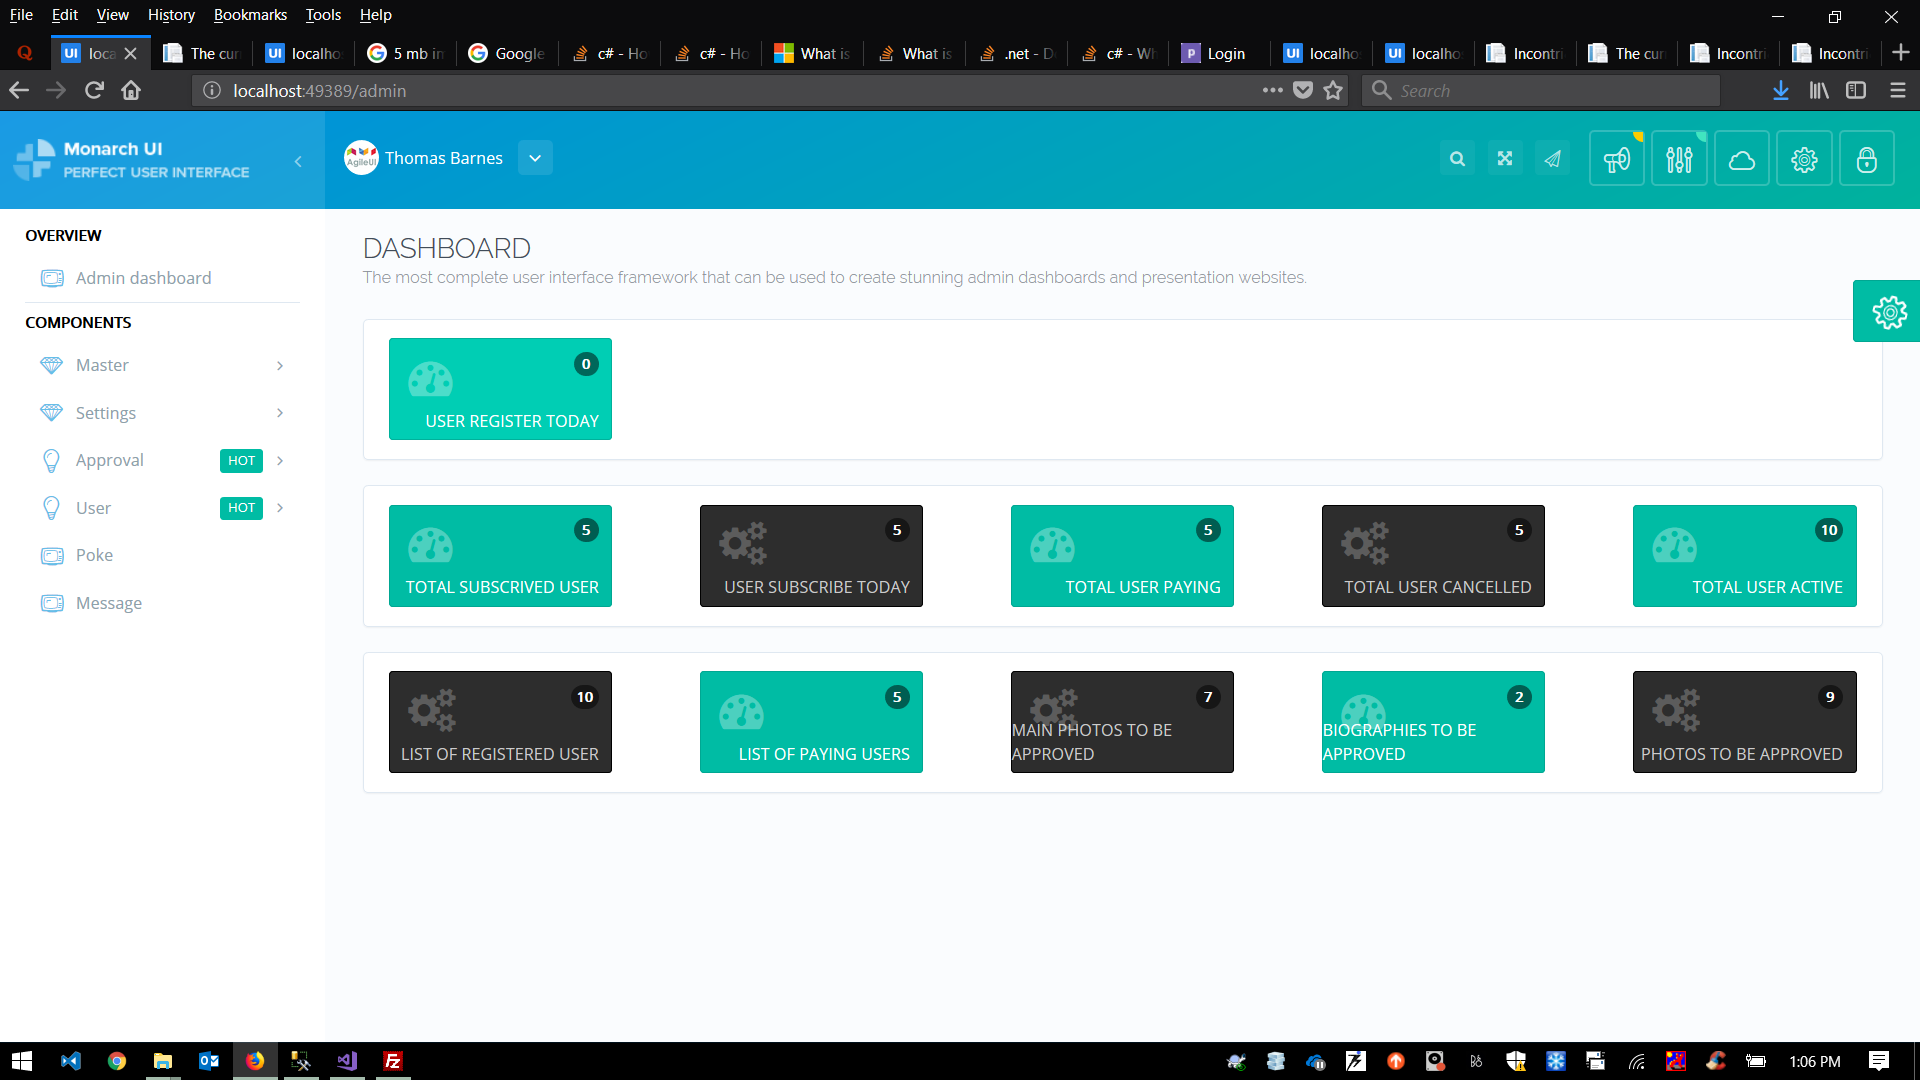 File Edit View History Bookmarks Tools Help
loca The cur localho 5 mb in Google c# - Ho c# - Ho What is What is .net - D c# - Wh Login localho localho Incontri The cur Incontri Incontri
localhost:49389/admin
Search
Monarch UI
PERFECT USER INTERFACE
AgileUI
Thomas Barnes
OVERVIEW
Admin dashboard
COMPONENTS
Master
Settings
Approval HOT
User HOT
Poke
Message
DASHBOARD
The most complete user interface framework that can be used to create stunning admin dashboards and presentation websites.
0
USER REGISTER TODAY
5
TOTAL SUBSCRIVED USER
5
USER SUBSCRIBE TODAY
5
TOTAL USER PAYING
5
TOTAL USER CANCELLED
10
TOTAL USER ACTIVE
10
LIST OF REGISTERED USER
5
LIST OF PAYING USERS
7
MAIN PHOTOS TO BE
APPROVED
2
BIOGRAPHIES TO BE
APPROVED
9
PHOTOS TO BE APPROVED
1:06 PM